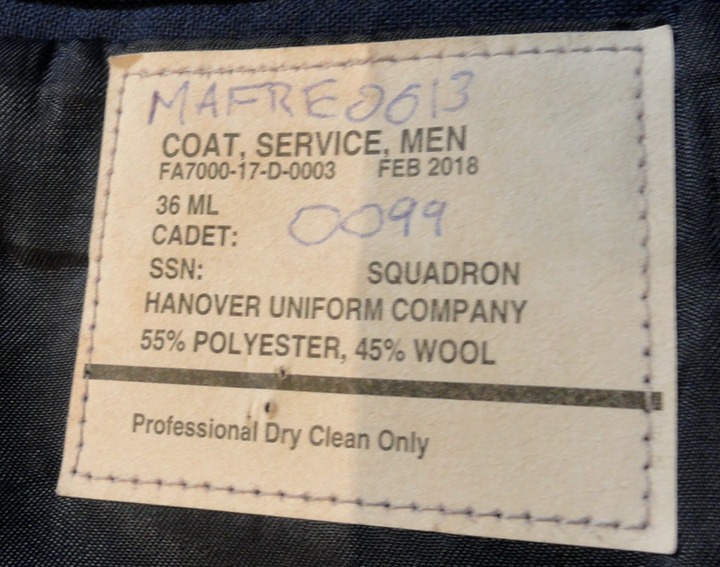 MAFRE0613
COAT, SERVICE, MEN
FA7000-17-D-0003 FEB 2018
36 ML
CADET: 0099
SSN: SQUADRON
HANOVER UNIFORM COMPANY
55% POLYESTER, 45% WOOL
Professional Dry Clean Only